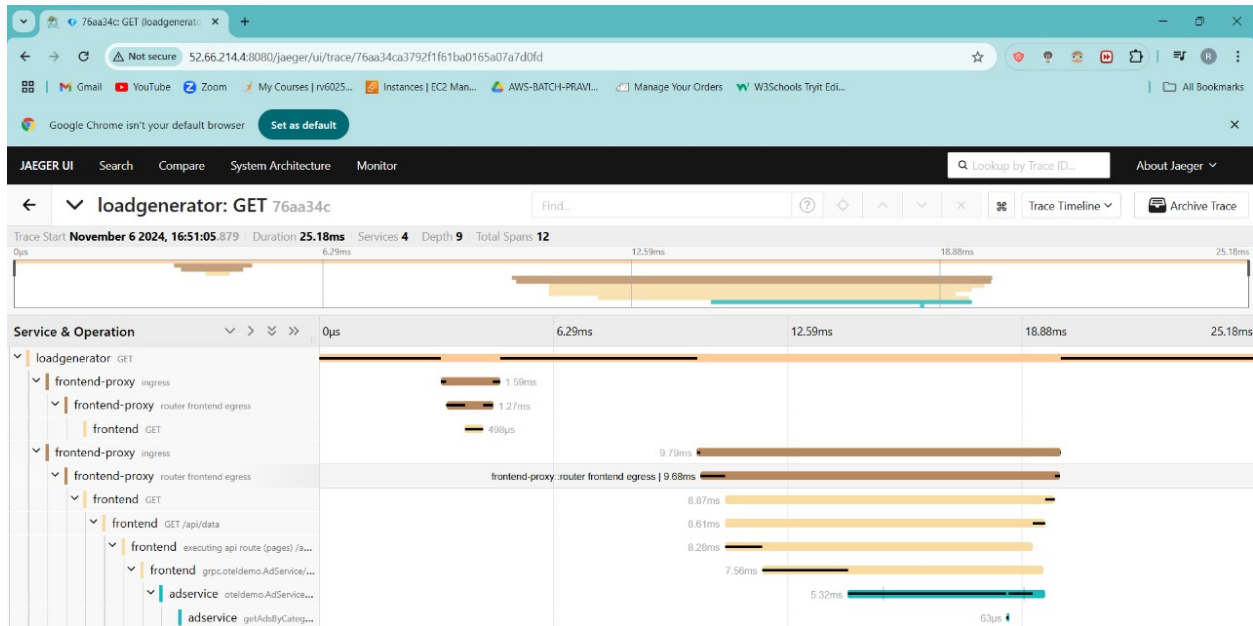 76aa34c: GET (loadgenerato
Not secure 52.66.214.4:8080/jaeger/ui/trace/76aa34ca3792f1f61ba0165a07a7d0fd
R
Gmail YouTube Zoom My Courses | rv6025... Instances | EC2 Man... AWS-BATCH-PRAVI... Manage Your Orders W3Schools Tryit Edi... All Bookmarks
Google Chrome isn't your default browser Set as default
JAEGER UI Search Compare System Architecture Monitor Lookup by Trace ID... About Jaeger
loadgenerator: GET 76aa34c Find... Trace Timeline Archive Trace
Trace Start November 6 2024, 16:51:05.879 Duration 25.18ms Services 4 Depth 9 Total Spans 12
0µs 6.29ms 12.59ms 18.88ms 25.18ms
Service & Operation 0µs 6.29ms 12.59ms 18.88ms 25.18ms
loadgenerator GET
frontend-proxy ingress 1.59ms
frontend-proxy router frontend egress 1.27ms
frontend GET 498µs
frontend-proxy ingress 9.79ms
frontend-proxy router frontend egress frontend-proxy::router frontend egress | 9.68ms
frontend GET 8.87ms
frontend GET /api/data 8.61ms
frontend executing api route (pages) /a... 8.28ms
frontend grpc.oteldemo.AdService/... 7.56ms
adservice oteldemo.AdService... 5.32ms
adservice getAdsByCateg... 63µs